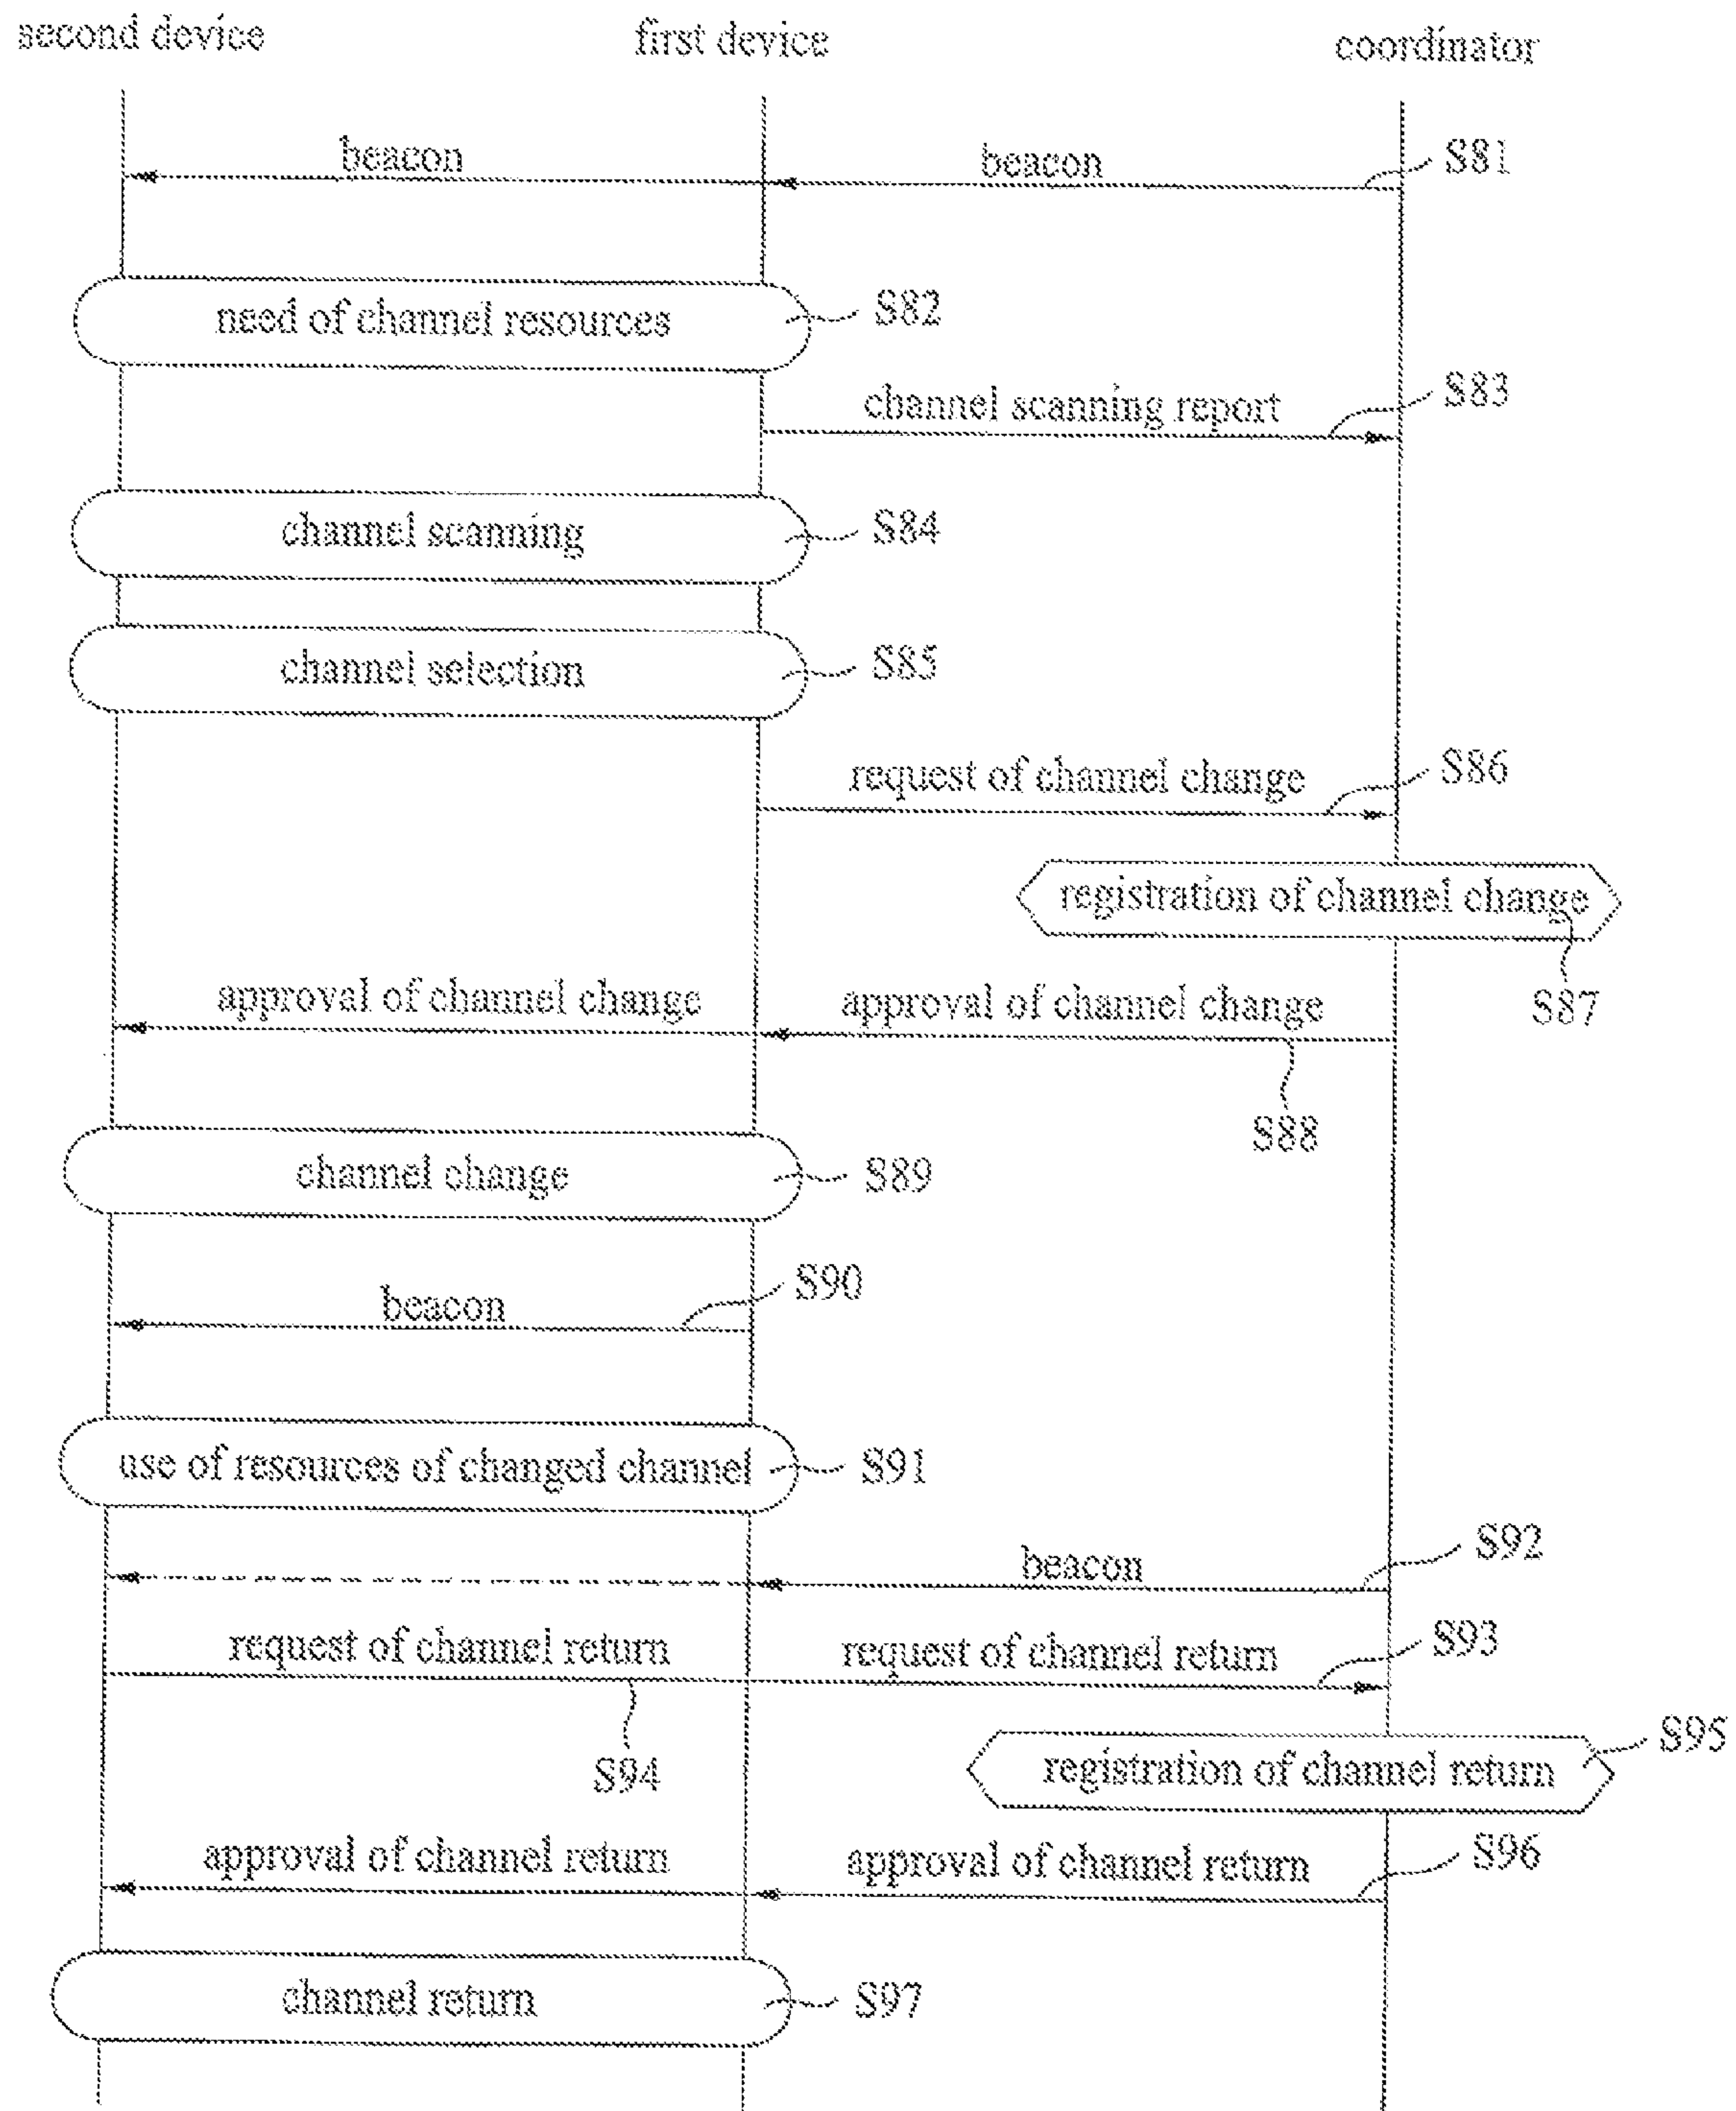 second device
first device
coordinator
beacon
beacon
S81
need of channel resources
S82
channel scanning report
S83
channel scanning
S84
channel selection
S85
request of channel change
S86
registration of channel change
S87
approval of channel change
approval of channel change
S88
channel change
S89
beacon
S90
use of resources of changed channel
S91
beacon
S92
request of channel return
request of channel return
S93
S94
registration of channel return
S95
approval of channel return
approval of channel return
S96
channel return
S97